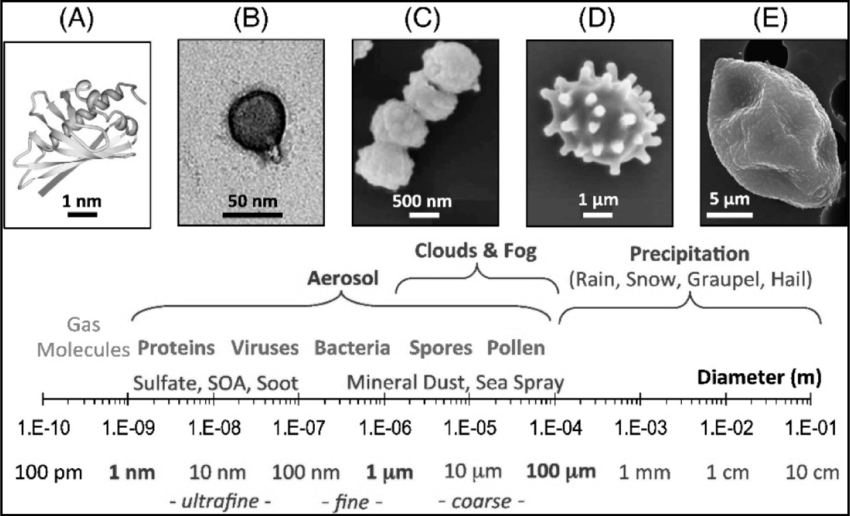 (A) (B) (C) (D) (E)
1 nm 50 nm 500 nm 1 µm 5 µm
Clouds & Fog
Precipitation
(Rain, Snow, Graupel, Hail)
Aerosol
Gas
Molecules
Proteins Viruses Bacteria Spores Pollen
Sulfate, SOA, Soot Mineral Dust, Sea Spray
Diameter (m)
1.E-10 1.E-09 1.E-08 1.E-07 1.E-06 1.E-05 1.E-04 1.E-03 1.E-02 1.E-01
100 pm 1 nm 10 nm 100 nm 1 µm 10 µm 100 µm 1 mm 1 cm 10 cm
- ultrafine - - fine - - coarse -